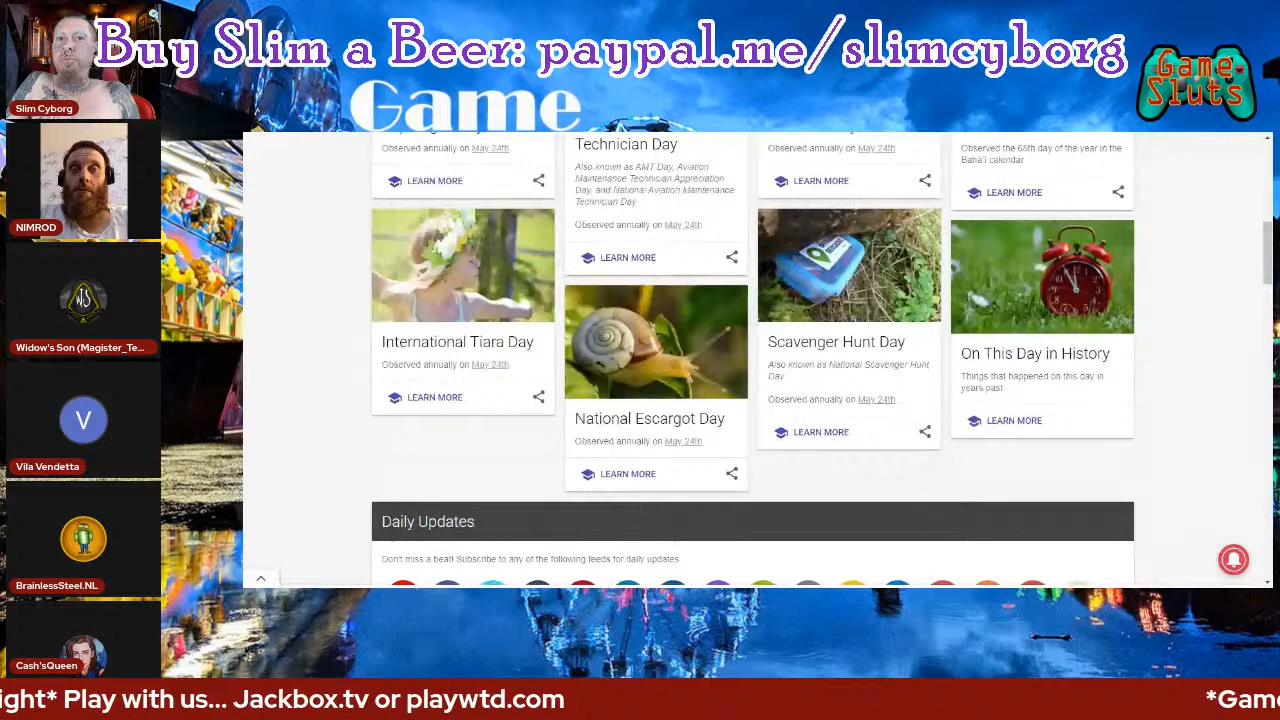 Buy Slim a Beer: paypal.me/slimcyborg
Game
Game
Sluts
Slim Cyborg
NIMROD
WS
Widow's Son (Magister_Te...
V
Vila Vendetta
BrainlessSteel.NL
Cash'sQueen
Observed annually on May 24th
LEARN MORE
Technician Day
Also known as AMT Day, Aviation
Maintenance Technician Appreciation
Day, and National Aviation Maintenance
Technician Day
Observed annually on May 24th
LEARN MORE
Observed annually on May 24th
LEARN MORE
Observed the 65th day of the year in the
Bahá'í calendar
LEARN MORE
International Tiara Day
Observed annually on May 24th
LEARN MORE
National Escargot Day
Observed annually on May 24th
LEARN MORE
Scavenger Hunt Day
Also known as National Scavenger Hunt
Day
Observed annually on May 24th
LEARN MORE
On This Day in History
Things that happened on this day in
years past
LEARN MORE
Daily Updates
Don't miss a beat! Subscribe to any of the following feeds for daily updates.
ight* Play with us... Jackbox.tv or playwtd.com
*Game